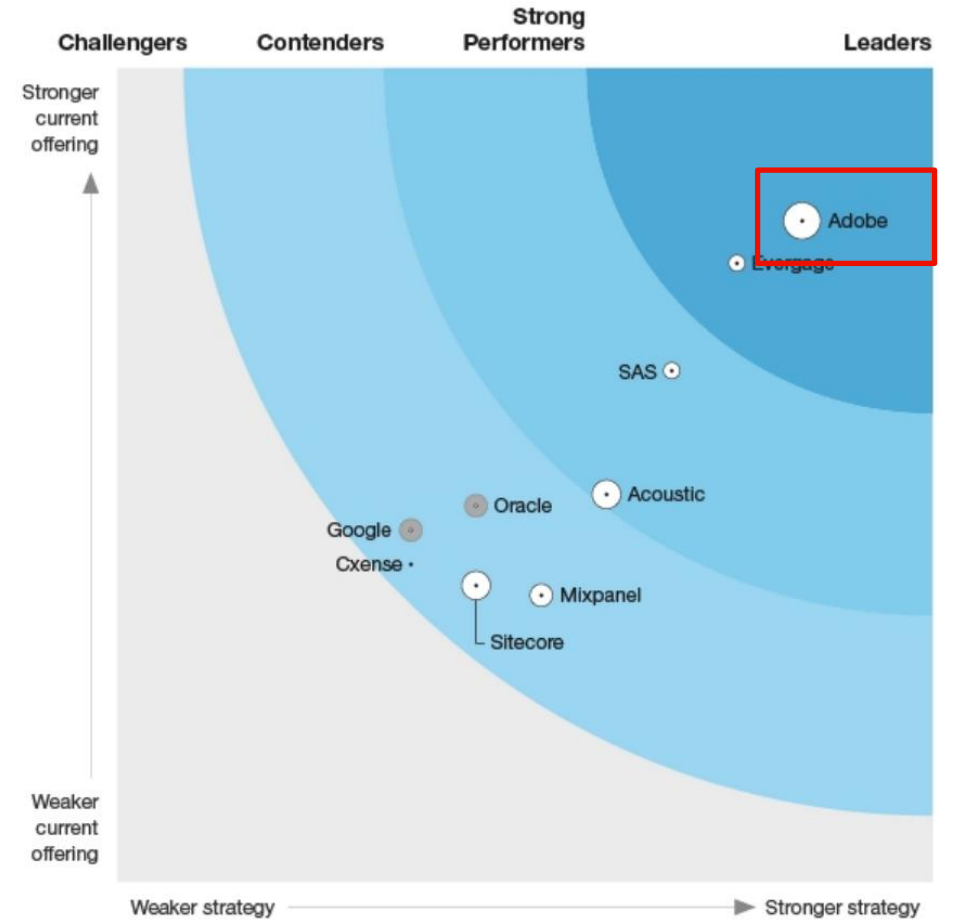 Challengers
Contenders
Strong
Performers
Leaders
Stronger
current
offering
Adobe
Evergage
SAS
Acoustic
Oracle
Google
Cxense
Mixpanel
Sitecore
Weaker
current
offering
Weaker strategy
Stronger strategy